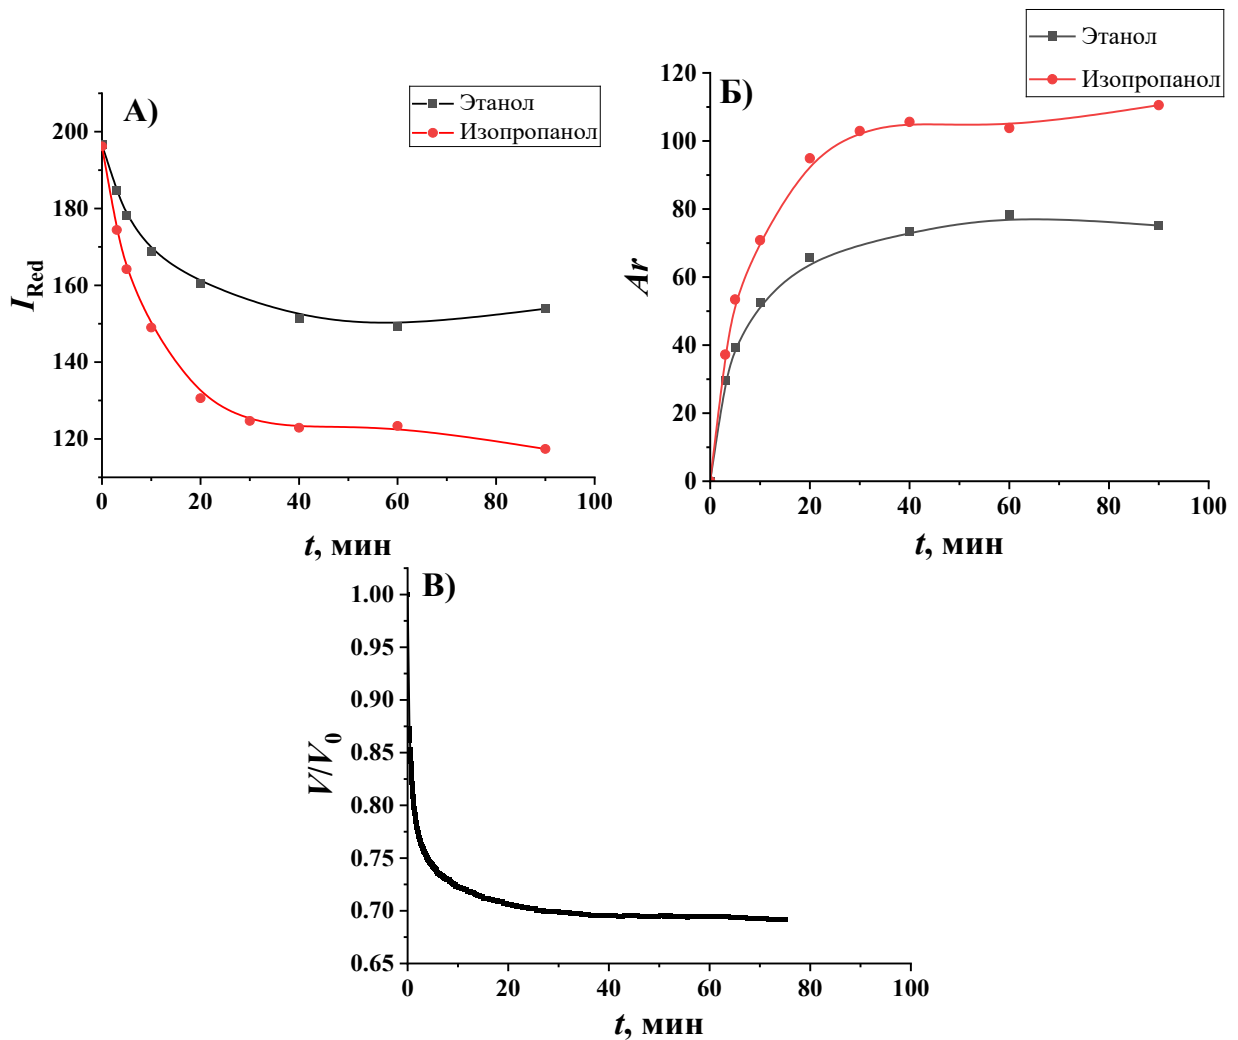 А)
Этанол
Изопропанол
200
180
160
140
120
I Red
0 20 40 60 80 100
t, мин
Б)
Этанол
Изопропанол
120
100
80
60
40
20
0
Ar
0 20 40 60 80 100
t, мин
В)
1.00
0.95
0.90
0.85
0.80
0.75
0.70
0.65
V/V0
0 20 40 60 80 100
t, мин